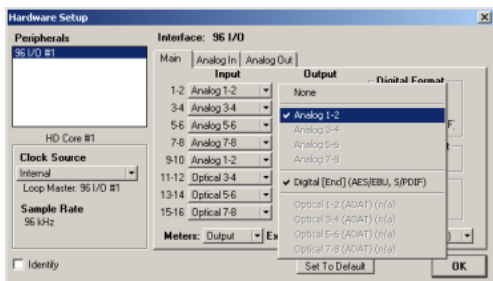 Hardware Setup
Peripherals
96 I/O #1
HD Core #1
Clock Source
Internal
Loop Master: 96 I/O #1
Sample Rate
96 kHz
Identify
Interface: 96 I/O
Main Analog In Analog Out
Input Output Digital Format
1-2 Analog 1-2
3-4 Analog 3-4
5-6 Analog 5-6
7-8 Analog 7-8
9-10 Analog 1-2
11-12 Optical 3-4
13-14 Optical 5-6
15-16 Optical 7-8
Meters: Output Ex
None
Analog 1-2
Analog 3-4
Analog 5-6
Analog 7-8
Digital [Encl] (AES/EBU, S/PDIF)
Optical 1-2 (ADAT) (n/a)
Optical 3-4 (ADAT) (n/a)
Optical 5-6 (ADAT) (n/a)
Optical 7-8 (ADAT) (n/a)
Set To Default
OK